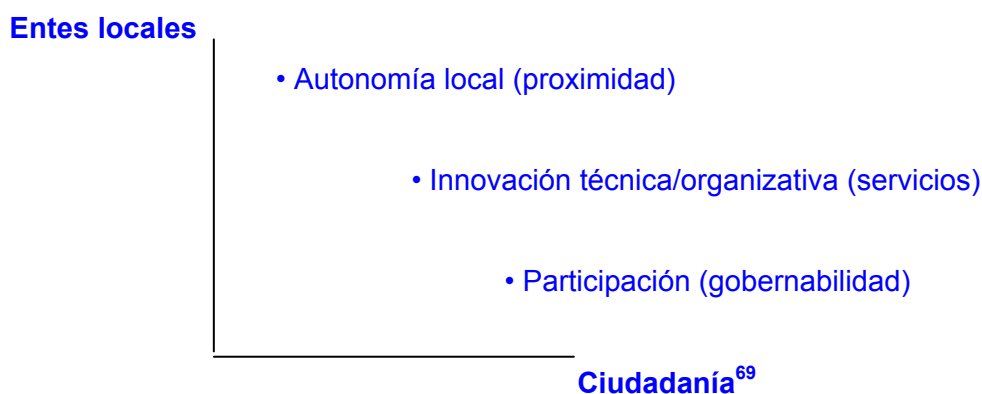 Entes locales
• Autonomía local (proximidad)
• Innovación técnica/organizativa (servicios)
• Participación (gobernabilidad)
Ciudadanía69